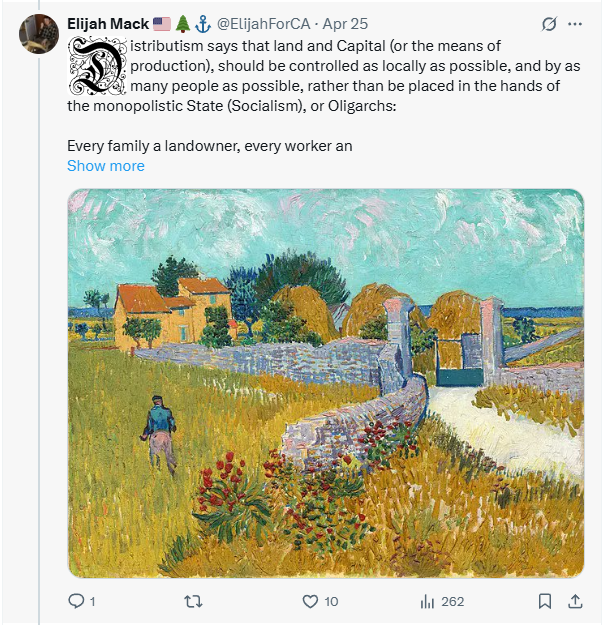 Elijah Mack 🇺🇸🌲⚓ @ElijahForCA · Apr 25
Distributism says that land and Capital (or the means of
production), should be controlled as locally as possible, and by as
many people as possible, rather than be placed in the hands of
the monopolistic State (Socialism), or Oligarchs:
Every family a landowner, every worker an
Show more
1
10
262